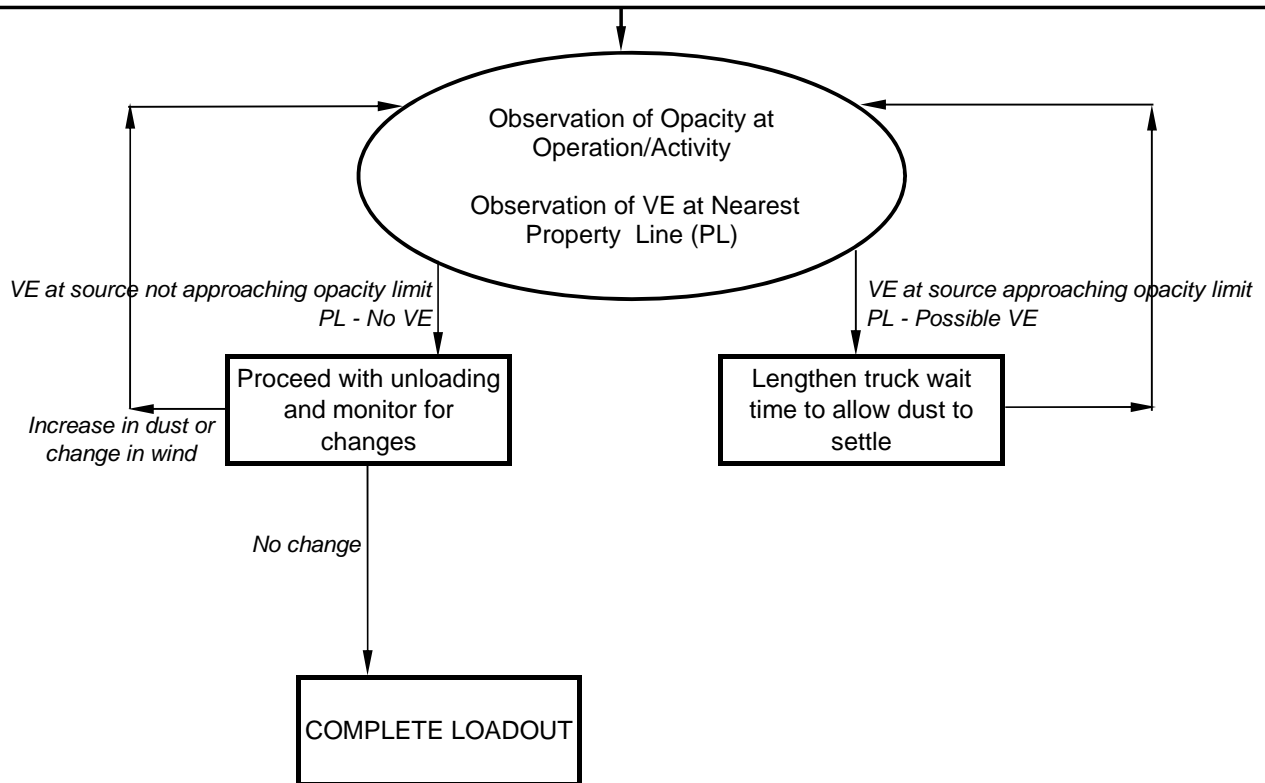 Observation of Opacity at
Operation/Activity
Observation of VE at Nearest
Property Line (PL)
VE at source not approaching opacity limit
PL - No VE
VE at source approaching opacity limit
PL - Possible VE
Proceed with unloading
and monitor for
changes
Lengthen truck wait
time to allow dust to
settle
Increase in dust or
change in wind
No change
COMPLETE LOADOUT